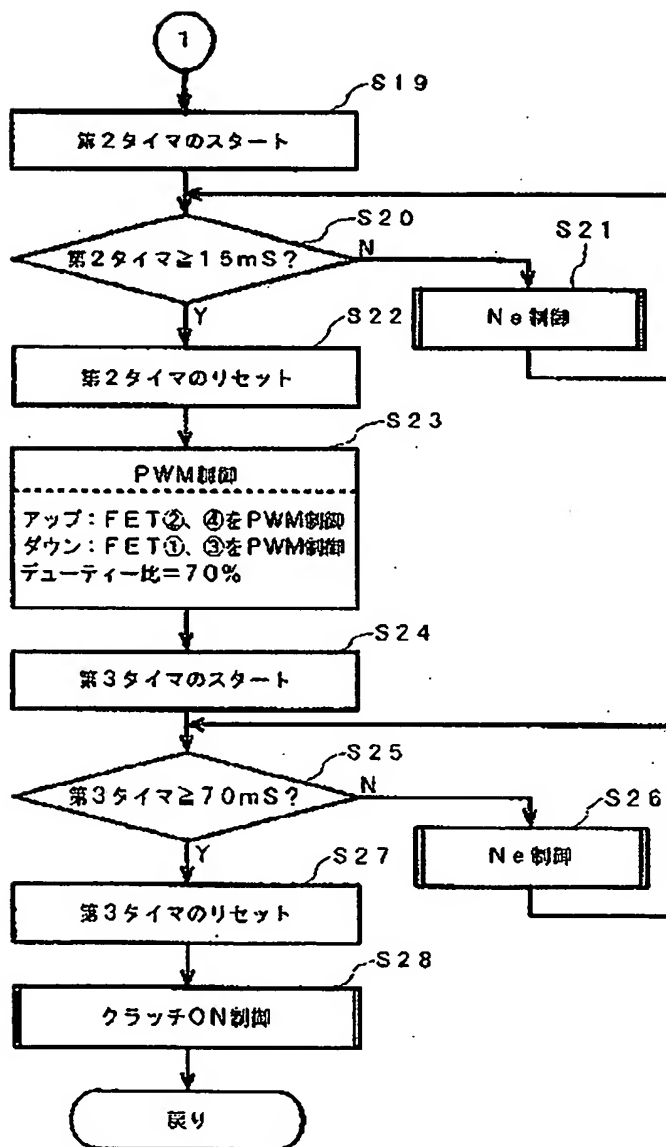 1
S19
第2タイマのスタート
S20
第2タイマ≧15mS?
N
S21
Ne制御
Y
S22
第2タイマのリセット
S23
PWM制御
アップ:FET②、④をPWM制御
ダウン:FET①、③をPWM制御
デューティー比=70%
S24
第3タイマのスタート
S25
第3タイマ≧70mS?
N
S26
Ne制御
Y
S27
第3タイマのリセット
S28
クラッチON制御
戻り